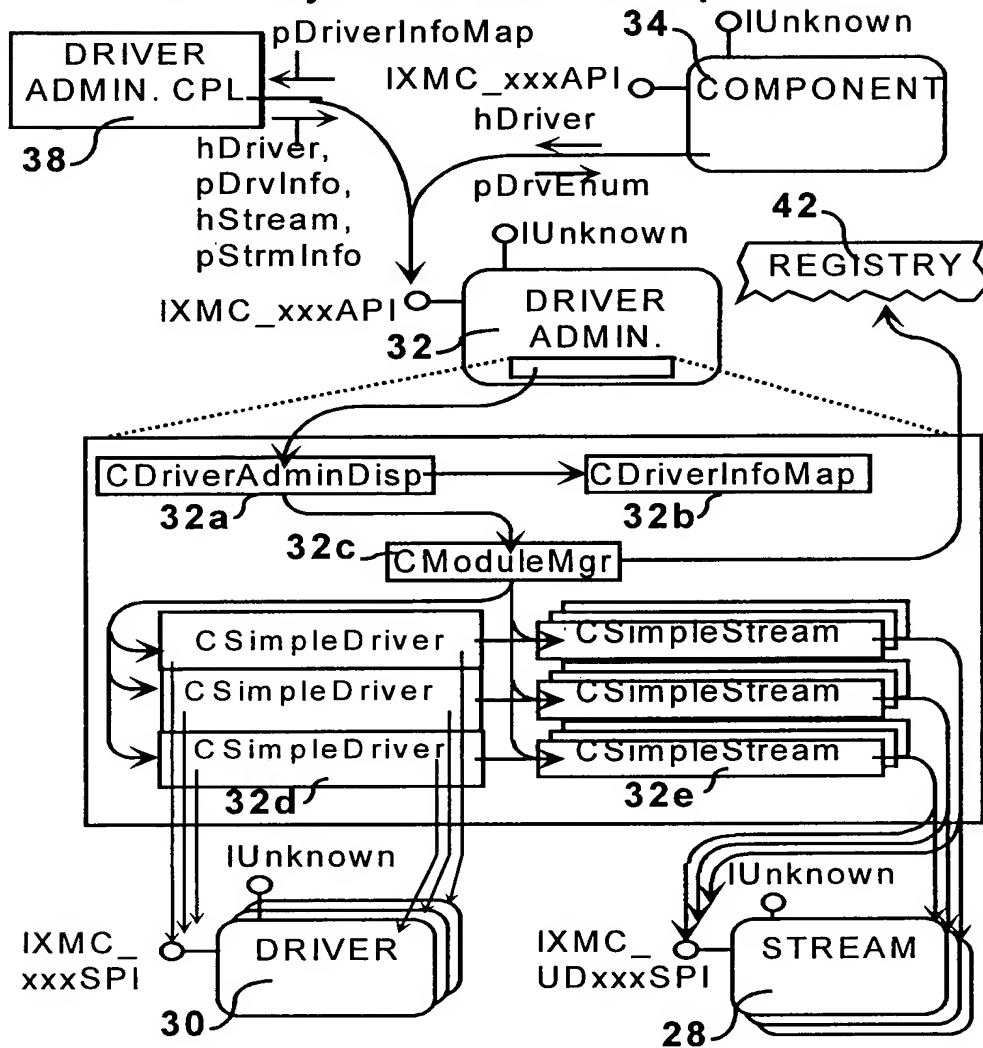 34
IUnknown
pDriverInfoMap
DRIVER
ADMIN. CPL
IXMC_xxxAPI
COMPONENT
hDriver
38
hDriver,
pDrvInfo,
hStream,
pStrmInfo
pDrvEnum
42
IUnknown
REGISTRY
IXMC_xxxAPI
DRIVER
ADMIN.
32
CDriverAdminDisp
CDriverInfoMap
32a
32b
32c
CModuleMgr
CSimpleDriver
CSimpleStream
CSimpleDriver
CSimpleStream
CSimpleDriver
CSimpleStream
32d
32e
IUnknown
IUnknown
IXMC_
xxxSPI
DRIVER
IXMC_
UDxxxSPI
STREAM
30
28